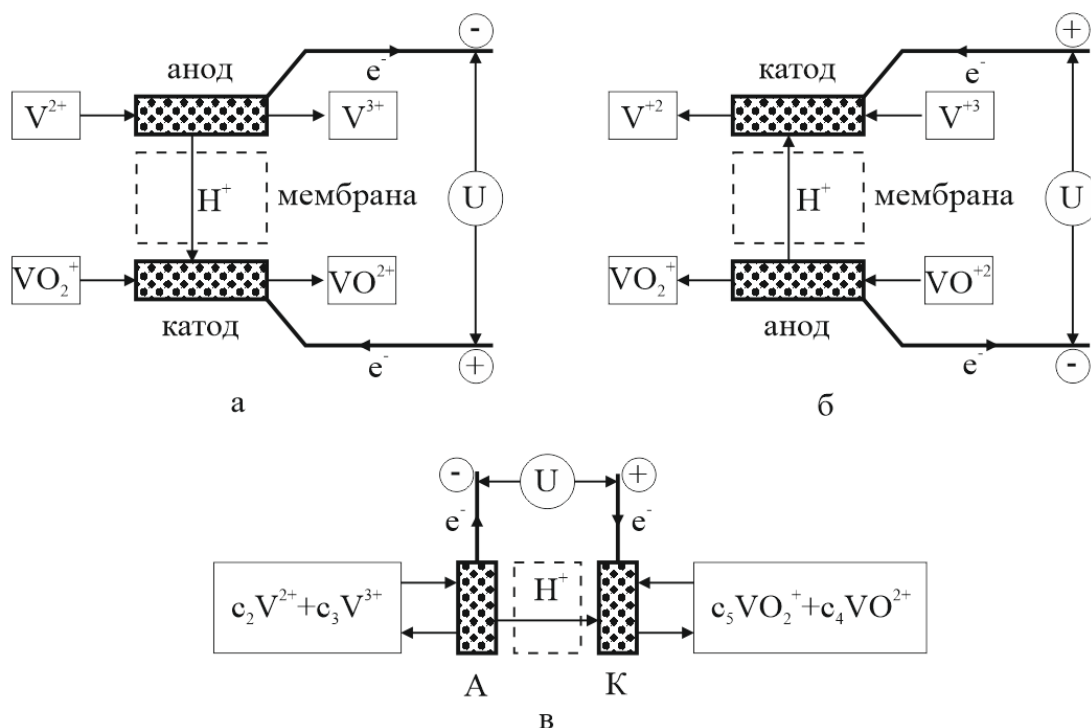 -
анод
e⁻
V²⁺
V³⁺
H⁺
мембрана
U
VO₂⁺
VO²⁺
катод
e⁻
+
а
+
катод
e⁻
V⁺²
V⁺³
H⁺
мембрана
U
VO₂⁺
VO⁺²
анод
e⁻
-
б
- U +
e⁻ e⁻
c₂V²⁺+c₃V³⁺
H⁺
c₅VO₂⁺+c₄VO²⁺
А К
в